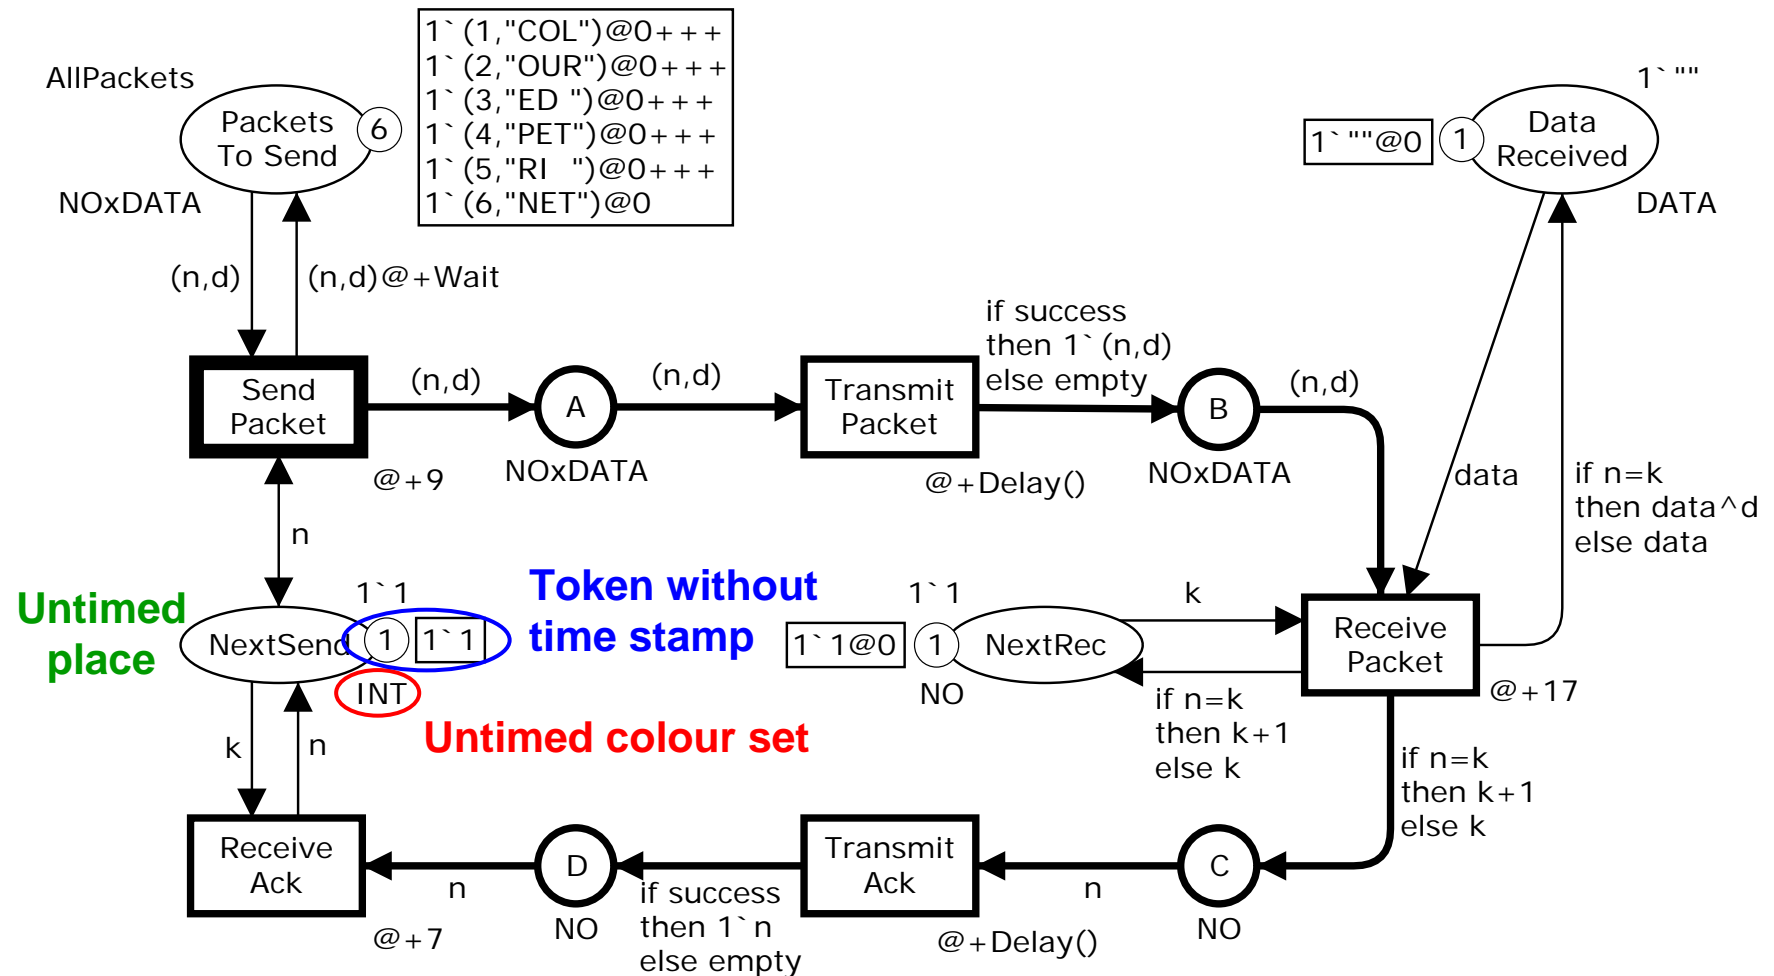 AllPackets
Packets
To Send
6
NOxDATA
1`(1,"COL")@0+++
1`(2,"OUR")@0+++
1`(3,"ED ")@0+++
1`(4,"PET")@0+++
1`(5,"RI  ")@0+++
1`(6,"NET")@0
1`""
1`""@0
1
Data
Received
DATA
(n,d)
(n,d)@+Wait
Send
Packet
@+9
(n,d)
A
NOxDATA
(n,d)
Transmit
Packet
@+Delay()
if success
then 1`(n,d)
else empty
B
NOxDATA
(n,d)
data
if n=k
then data^d
else data
n
Untimed
place
NextSend
1`1
1
1`1
INT
Token without
time stamp
Untimed colour set
1`1
1`1@0
1
NextRec
NO
k
if n=k
then k+1
else k
Receive
Packet
@+17
if n=k
then k+1
else k
k
n
Receive
Ack
@+7
n
D
NO
if success
then 1`n
else empty
Transmit
Ack
@+Delay()
n
C
NO